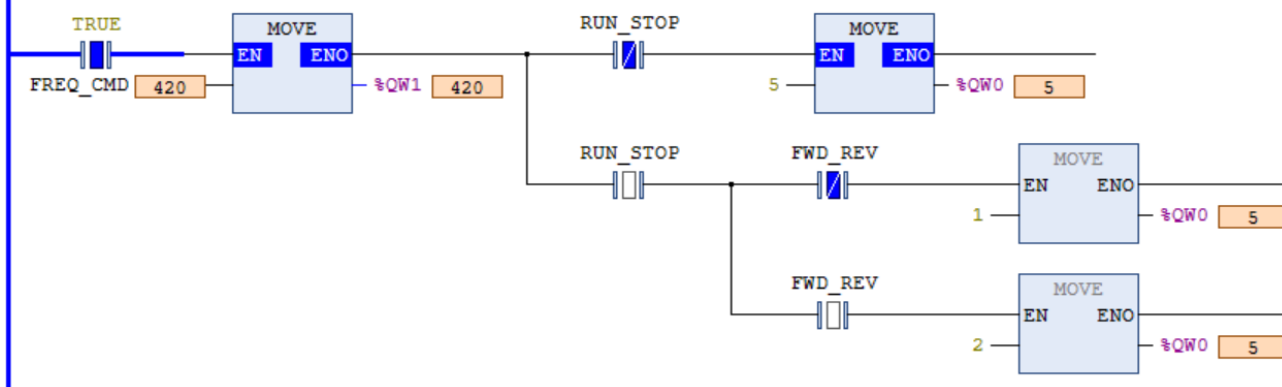 TRUE
MOVE
RUN_STOP
MOVE
EN ENO
EN ENO
FREQ_CMD 420
%QW1 420
5
%QW0 5
RUN_STOP
FWD_REV
MOVE
EN ENO
1
%QW0 5
FWD_REV
MOVE
EN ENO
2
%QW0 5